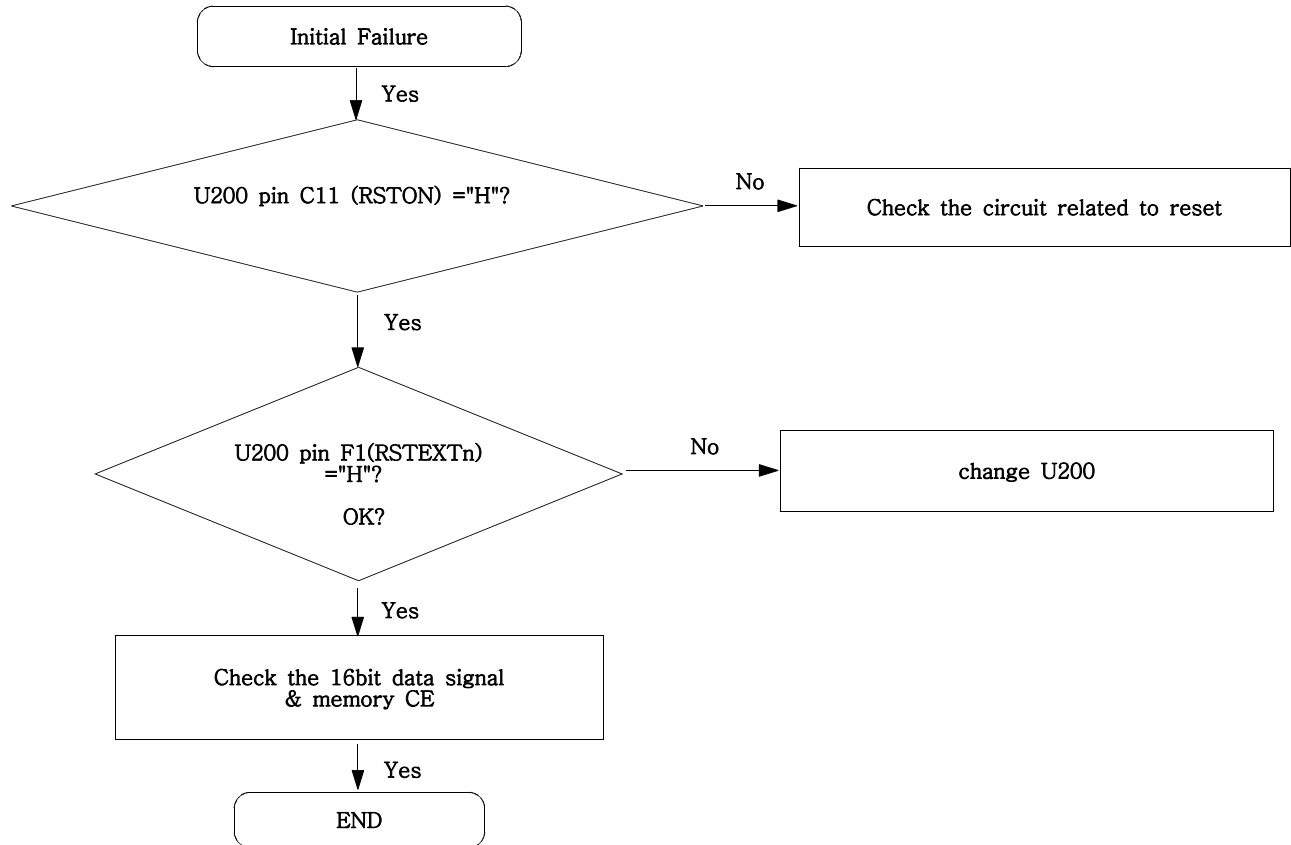 Initial Failure
Yes
U200 pin C11 (RSTON) ="H"?
No
Check the circuit related to reset
Yes
U200 pin F1(RSTEXTn)
="H"?
OK?
No
change U200
Yes
Check the 16bit data signal
& memory CE
Yes
END